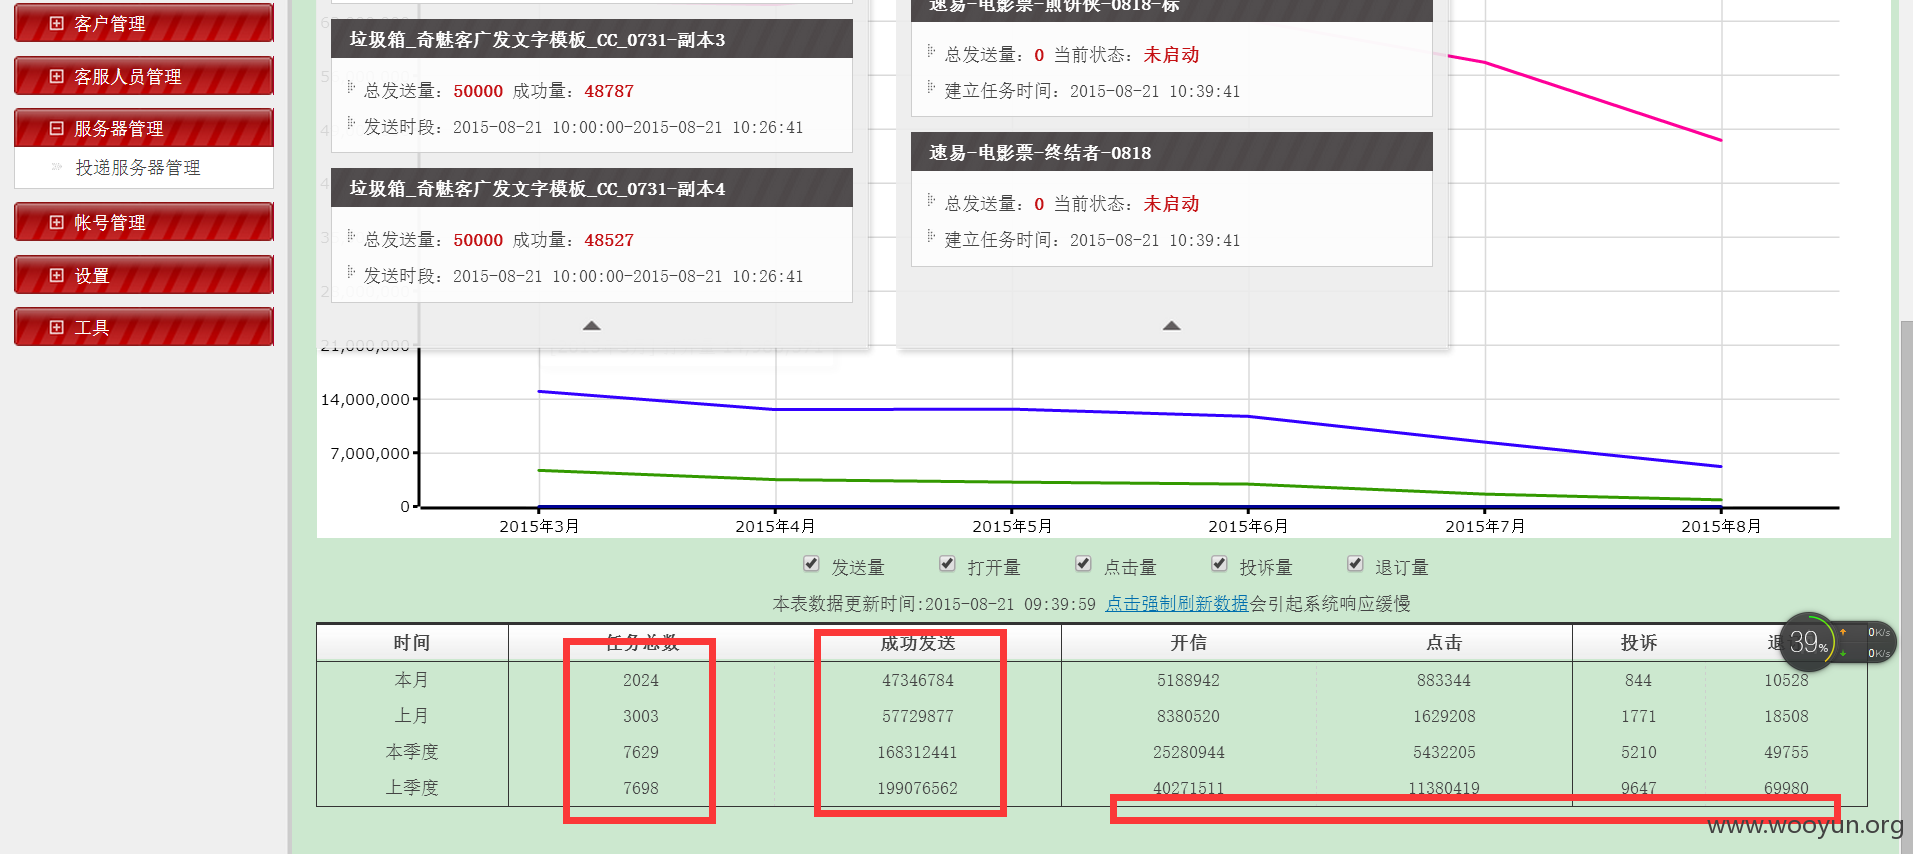 客户管理
客服人员管理
服务器管理
投递服务器管理
帐号管理
设置
工具
垃圾箱_奇魅客广发文字模板_CC_0731-副本3
总发送量：50000 成功量：48787
发送时段：2015-08-21 10:00:00-2015-08-21 10:26:41
垃圾箱_奇魅客广发文字模板_CC_0731-副本4
总发送量：50000 成功量：48527
发送时段：2015-08-21 10:00:00-2015-08-21 10:26:41
速易-电影票-煎饼侠-0818-标
总发送量：0 当前状态：未启动
建立任务时间：2015-08-21 10:39:41
速易-电影票-终结者-0818
总发送量：0 当前状态：未启动
建立任务时间：2015-08-21 10:39:41
21,000,000
14,000,000
7,000,000
0
2015年3月 2015年4月 2015年5月 2015年6月 2015年7月 2015年8月
发送量 打开量 点击量 投诉量 退订量
本表数据更新时间:2015-08-21 09:39:59 点击强制刷新数据会引起系统响应缓慢
时间 任务总数 成功发送 开信 点击 投诉 退
本月 2024 47346784 5188942 883344 844 10528
上月 3003 57729877 8380520 1629208 1771 18508
本季度 7629 168312441 25280944 5432205 5210 49755
上季度 7698 199076562 40271511 11380419 9647 69980
39%
0K/s
0K/s
www.wooyun.org